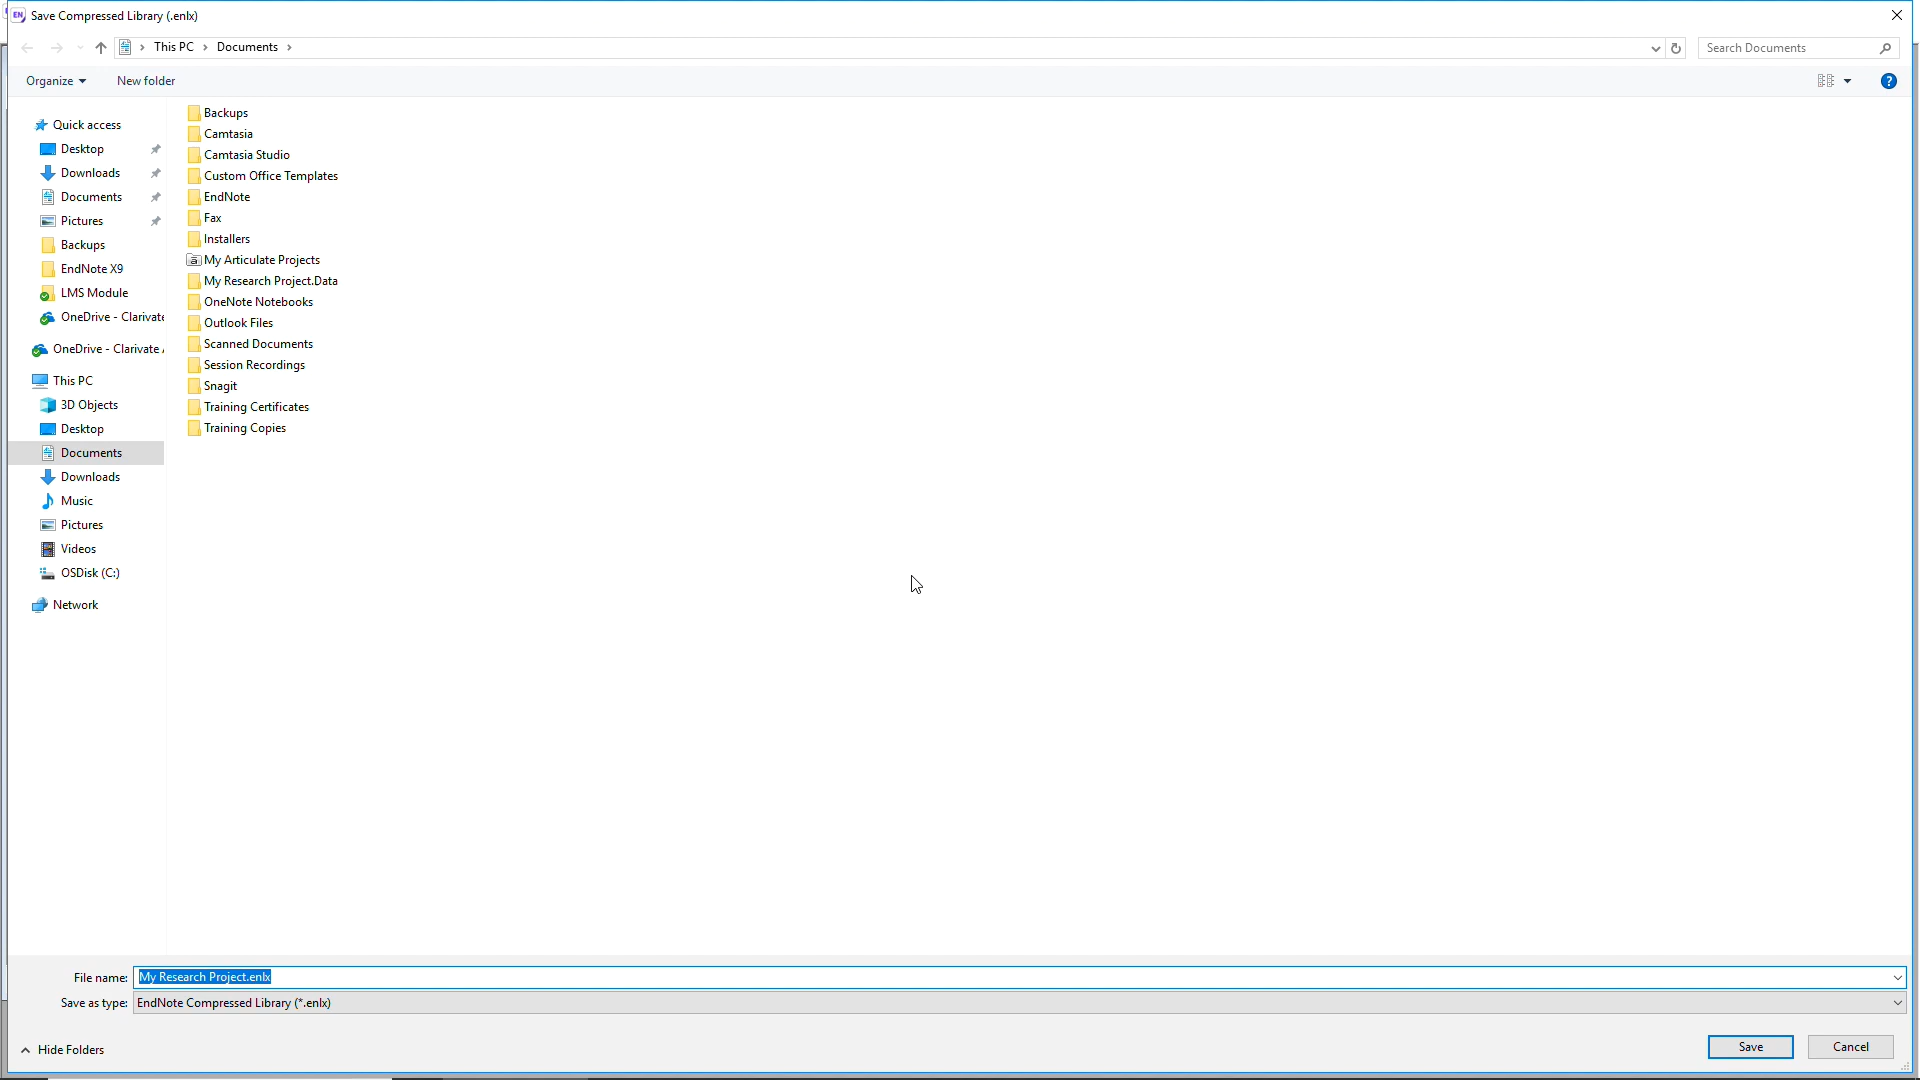 EN Save Compressed Library (.enlx)
This PC Documents
Search Documents
Organize New folder
Quick access
Desktop
Downloads
Documents
Pictures
Backups
EndNote X9
LMS Module
OneDrive - Clarivate
OneDrive - Clarivate
This PC
3D Objects
Desktop
Documents
Downloads
Music
Pictures
Videos
OSDisk (C:)
Network
Backups
Camtasia
Camtasia Studio
Custom Office Templates
EndNote
Fax
Installers
My Articulate Projects
My Research Project.Data
OneNote Notebooks
Outlook Files
Scanned Documents
Session Recordings
Snagit
Training Certificates
Training Copies
File name: My Research Project.enlx
Save as type: EndNote Compressed Library (*.enlx)
Hide Folders
Save Cancel